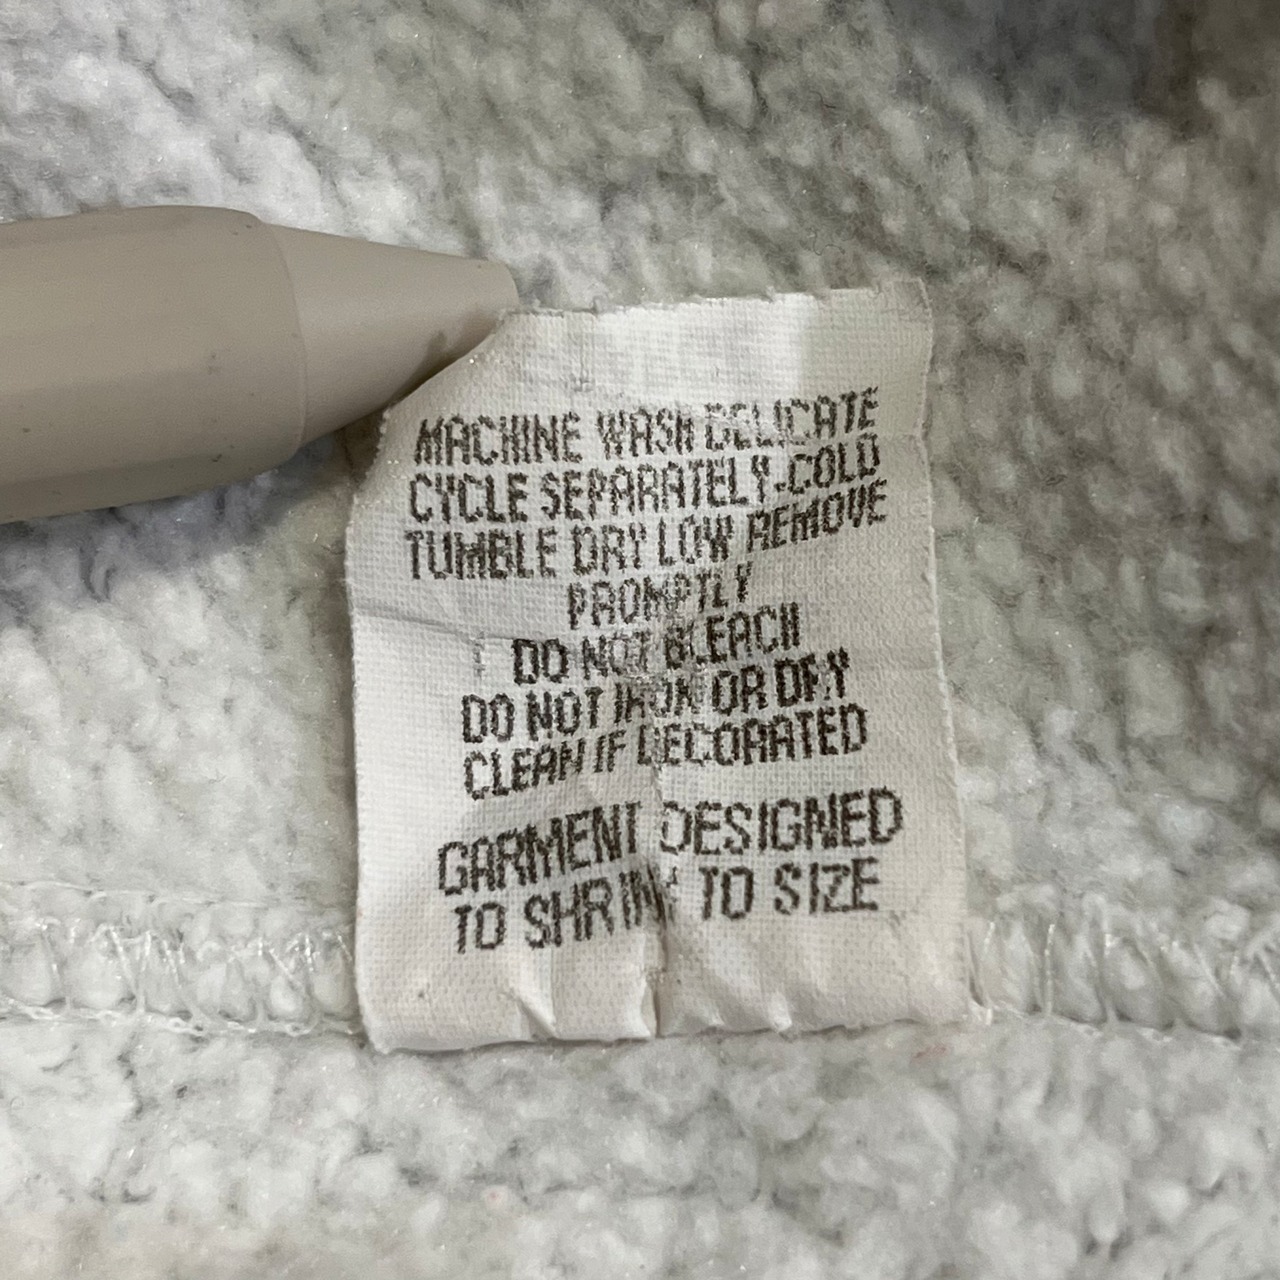 MACHINE WASH DELICATE
CYCLE SEPARATELY-COLD
TUMBLE DRY LOW REMOVE
PROMPTLY
DO NOT BLEACH
DO NOT IRON OR DRY
CLEAN IF DECORATED
GARMENT DESIGNED
TO SHRINK TO SIZE